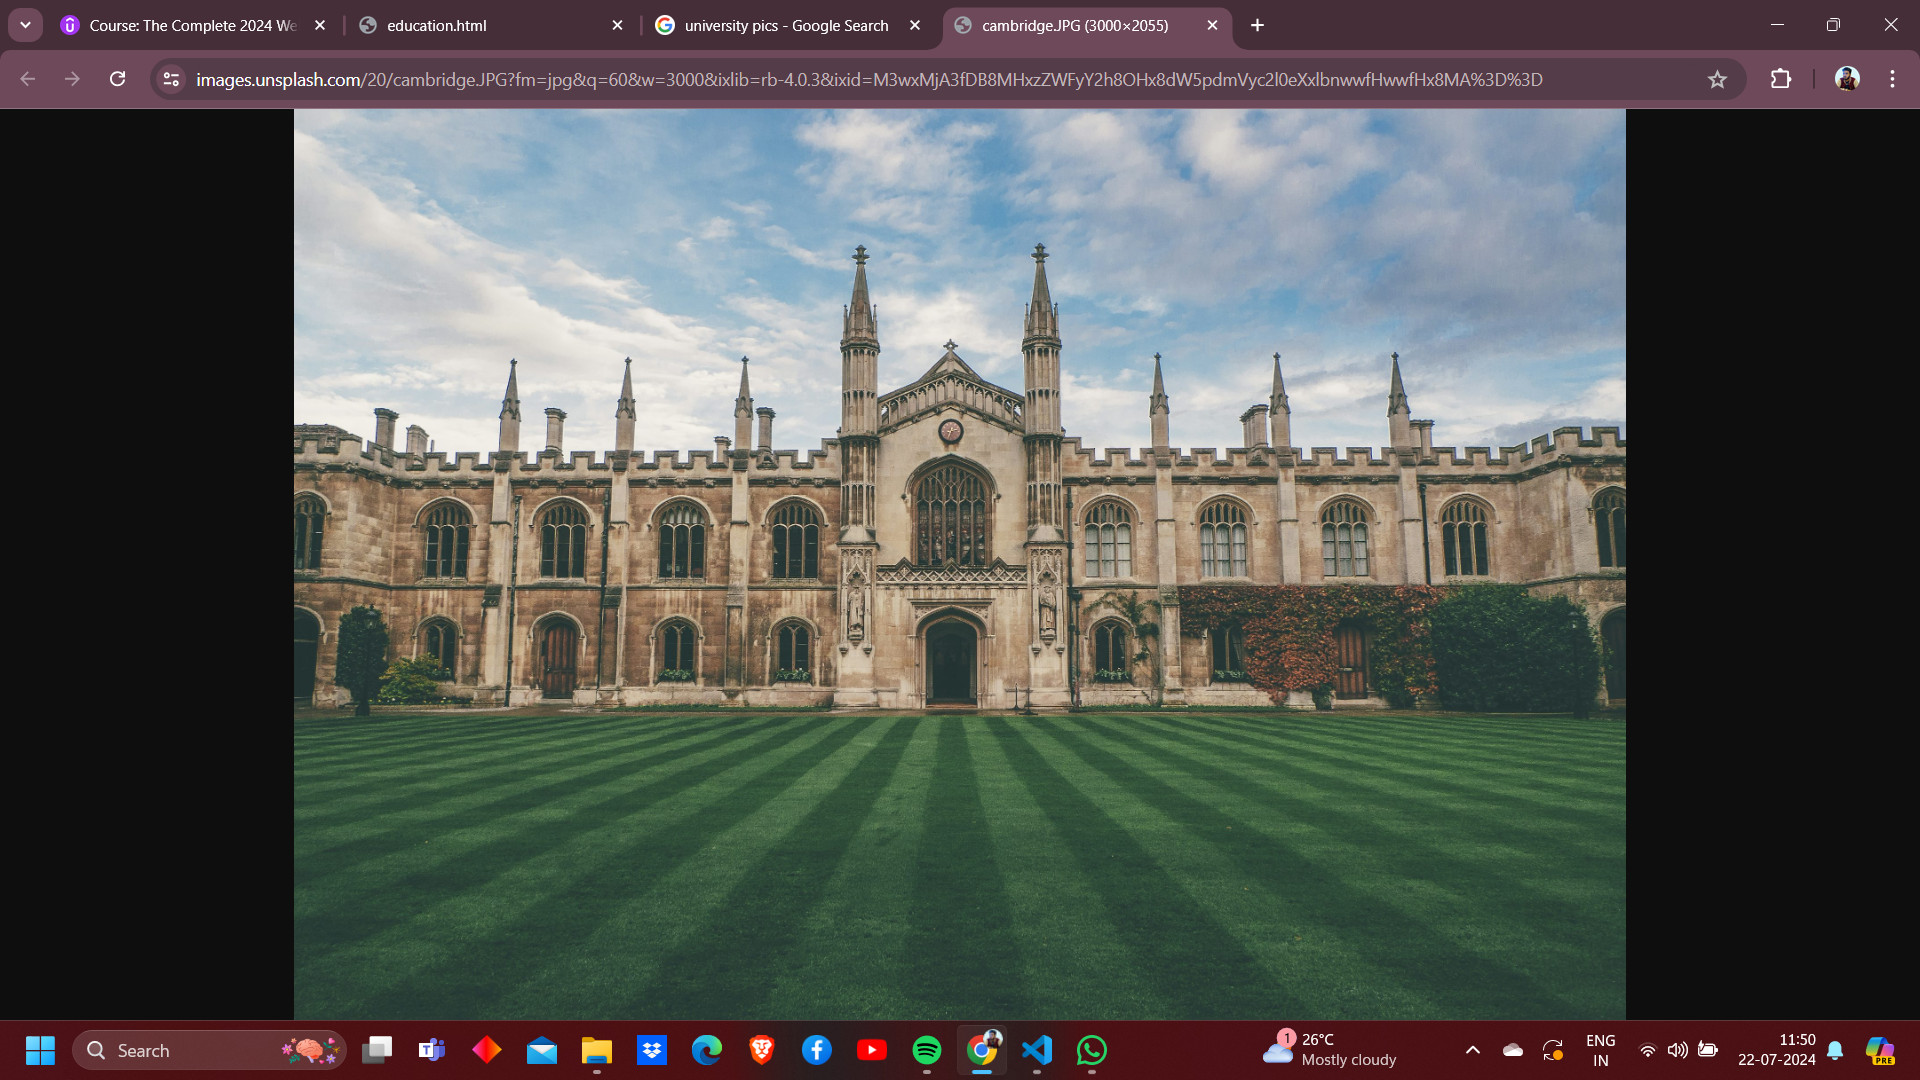 Course: The Complete 2024 We
education.html
university pics - Google Search
cambridge.JPG (3000×2055)
images.unsplash.com/20/cambridge.JPG?fm=jpg&q=60&w=3000&ixlib=rb-4.0.3&ixid=M3wxMjA3fDB8MHxzZWFyY2h8OHx8dW5pdmVyc2l0eXxlbnwwfHwwfHx8MA%3D%3D
Search
1
26°C
Mostly cloudy
ENG
IN
11:50
22-07-2024
PRE